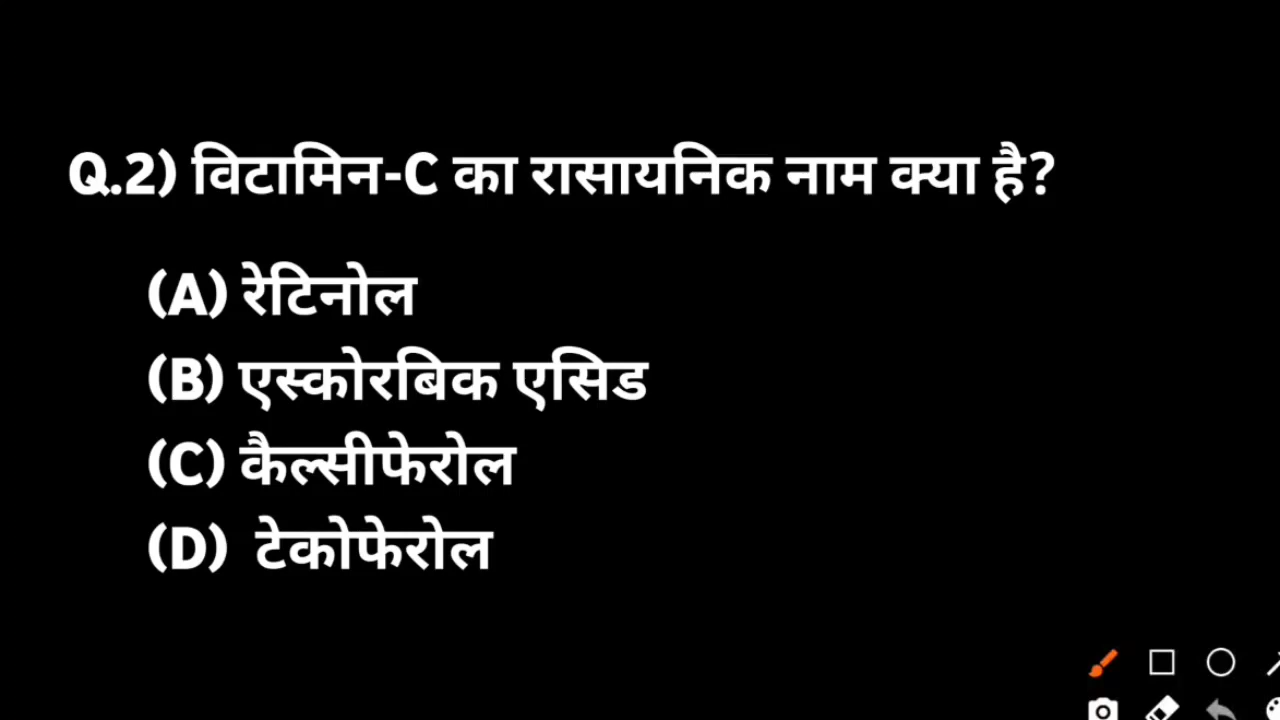 Q.2) विटामिन-C का रासायनिक नाम क्या है?
(A) रेटिनोल
(B) एस्कोरबिक एसिड
(C) कैल्सीफेरोल
(D) टेकोफेरोल